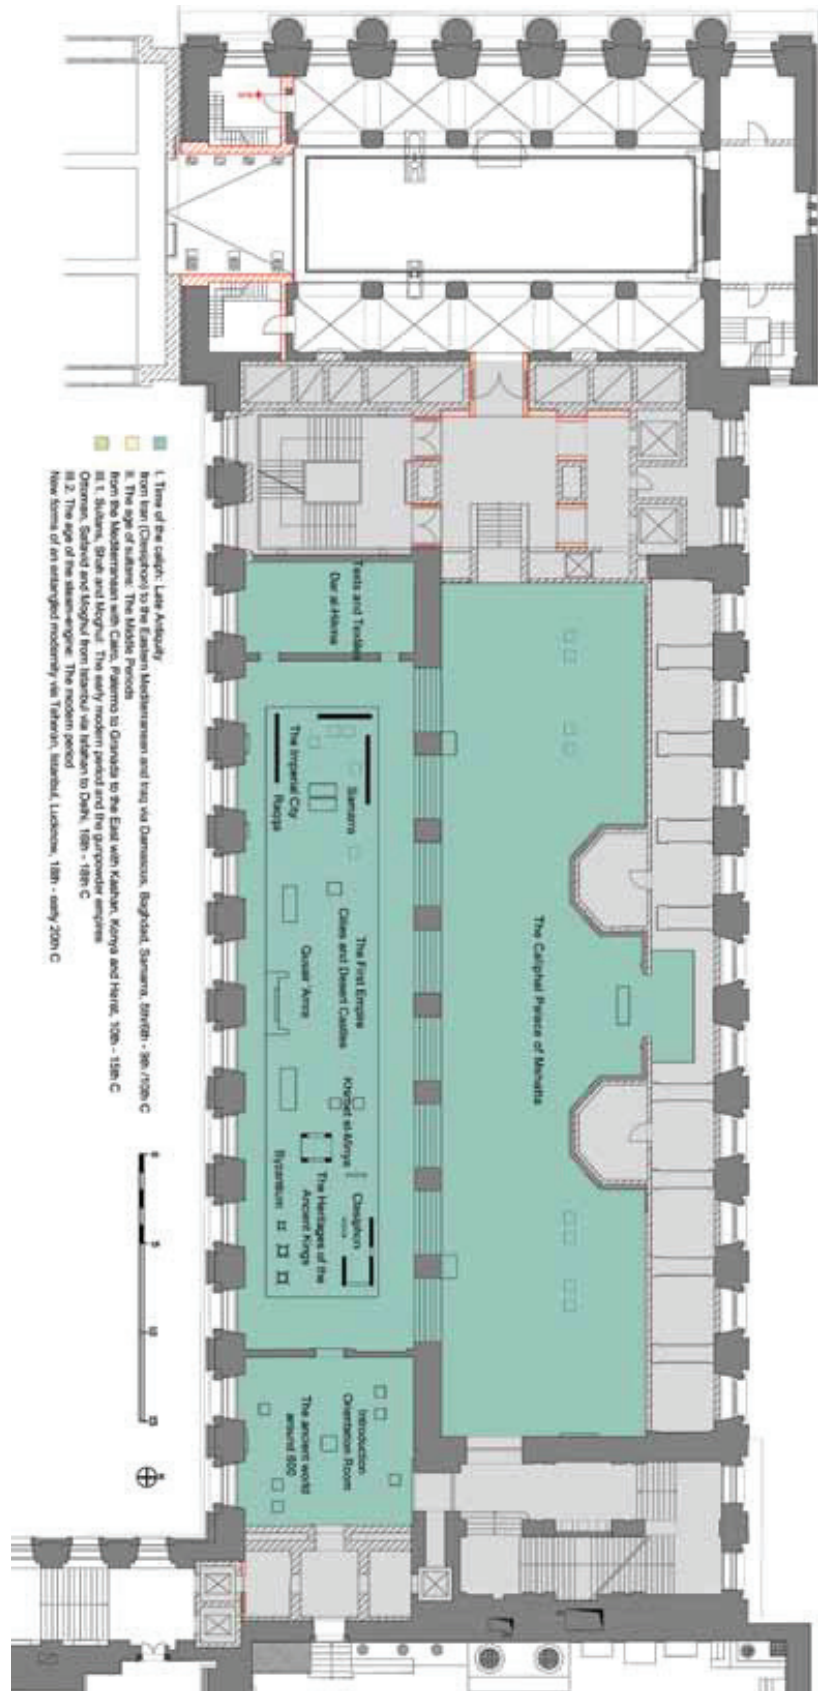 I. Time of the caliph: Late Antiquity
from Iran (Ctesiphon) to the Eastern Mediterranean and Iraq via Damascus, Baghdad, Samarra, 5th/6th - 9th /10th C
II. The age of sultans: The Middle Periods
from the Mediterranean with Cairo, Palermo to Granada to the East with Kashan, Konya and Herat, 10th - 15th C
III.1. Sultans, Shah and Moghul: The early modern period and the gunpowder empires
Ottoman, Safavid and Moghul from Istanbul via Isfahan to Delhi, 16th - 18th C
III.2. The age of the steam-engine: The modern period
New forms of an entangled modernity via Teheran, Istanbul, Lucknow, 18th - early 20th C
Texts and Textiles
Dar al-Hikma
Samarra
The Imperial City
Raqqa
The First Empire
Cities and Desert Castles
Qusair 'Amra
Khirbet el-Minya
Ctesiphon
The Heritages of the
Ancient Kings
Byzantium
The Caliphal Palace of Mshatta
Introduction
Orientation Room
The ancient world
around 600
0
5
10
15